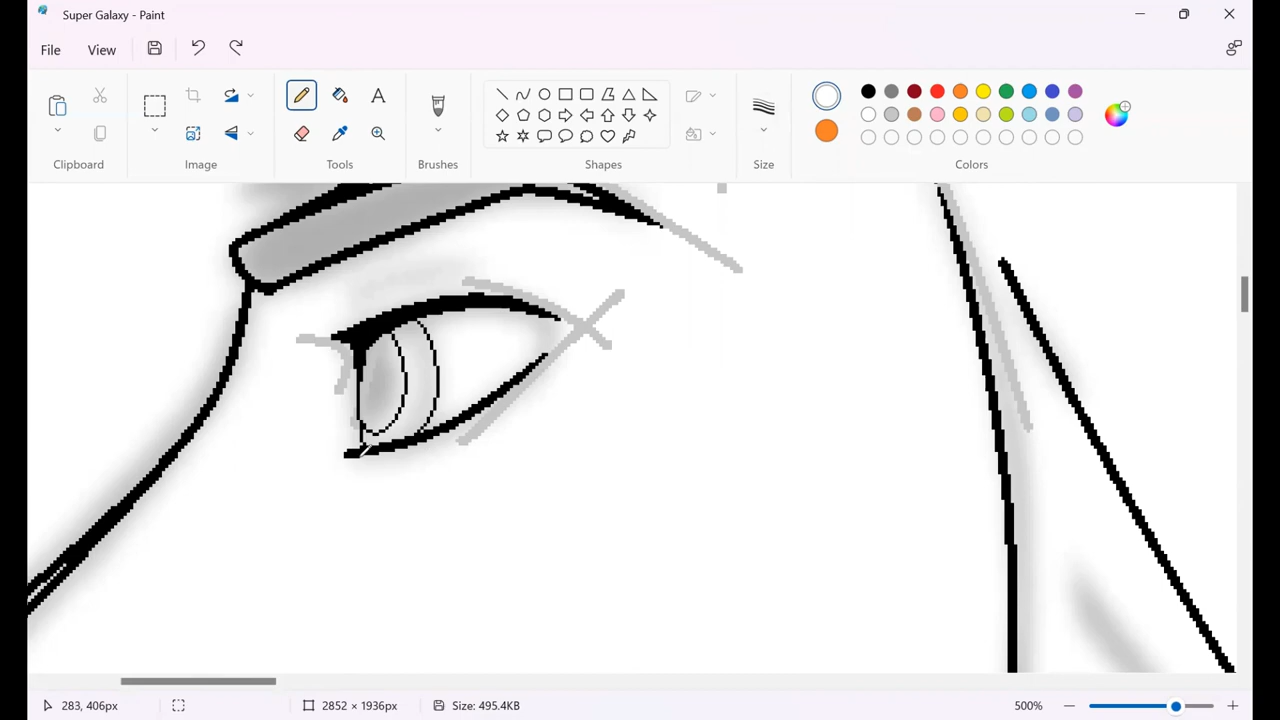 Super Galaxy - Paint
File View
Clipboard Image Tools Brushes Shapes Size Colors
A
283, 406px 2852 × 1936px Size: 495.4KB 500%